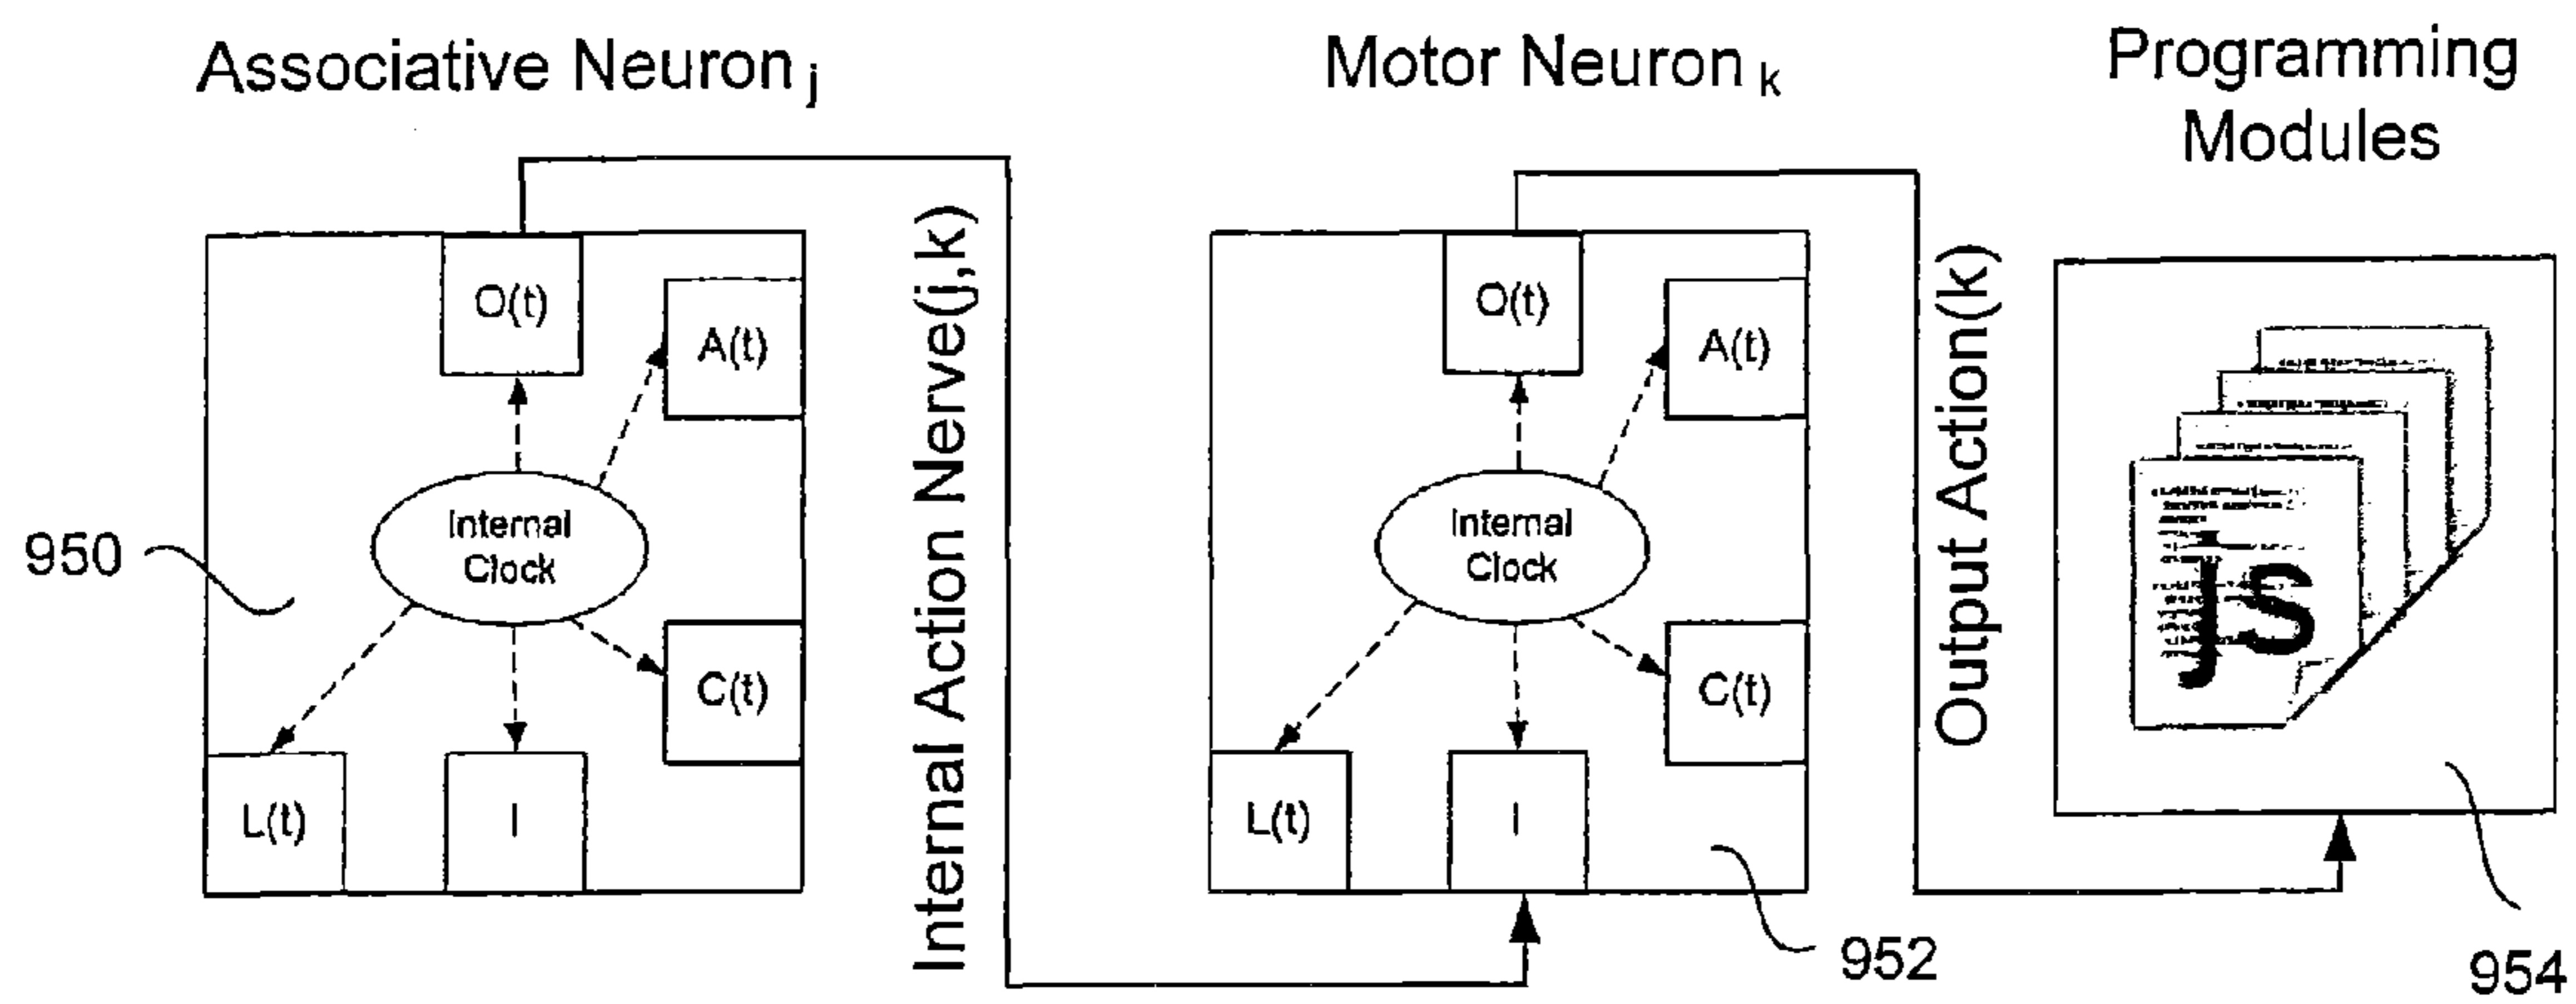 Associative Neuron j
Motor Neuron k
Programming
Modules
O(t)
A(t)
Internal
Clock
C(t)
L(t)
I
950
Internal Action Nerve(j,k)
O(t)
A(t)
Internal
Clock
C(t)
L(t)
I
952
Output Action(k)
js
954